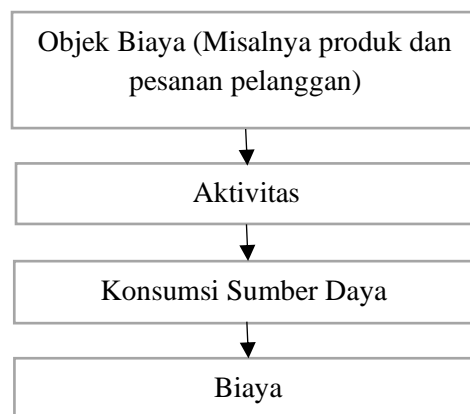 Objek Biaya (Misalnya produk dan
pesanan pelanggan)
Aktivitas
Konsumsi Sumber Daya
Biaya